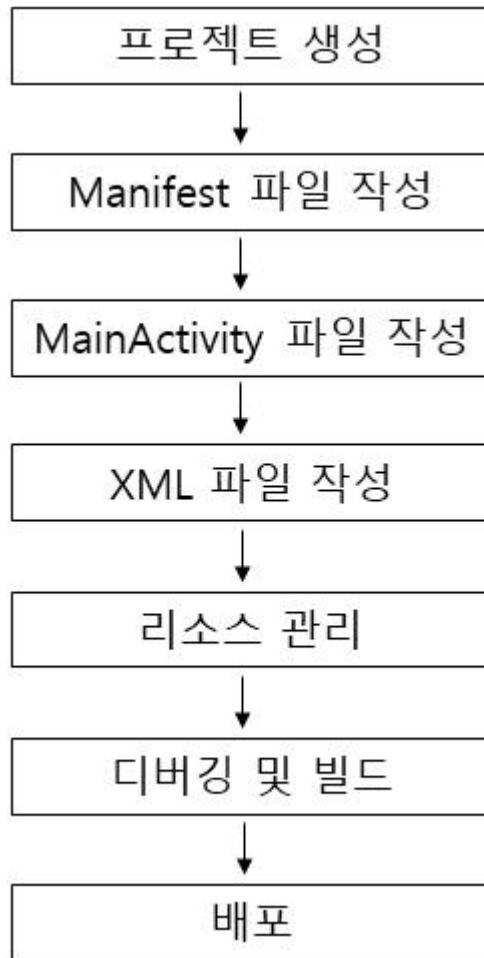 프로젝트 생성
Manifest 파일 작성
MainActivity 파일 작성
XML 파일 작성
리소스 관리
디버깅 및 빌드
배포